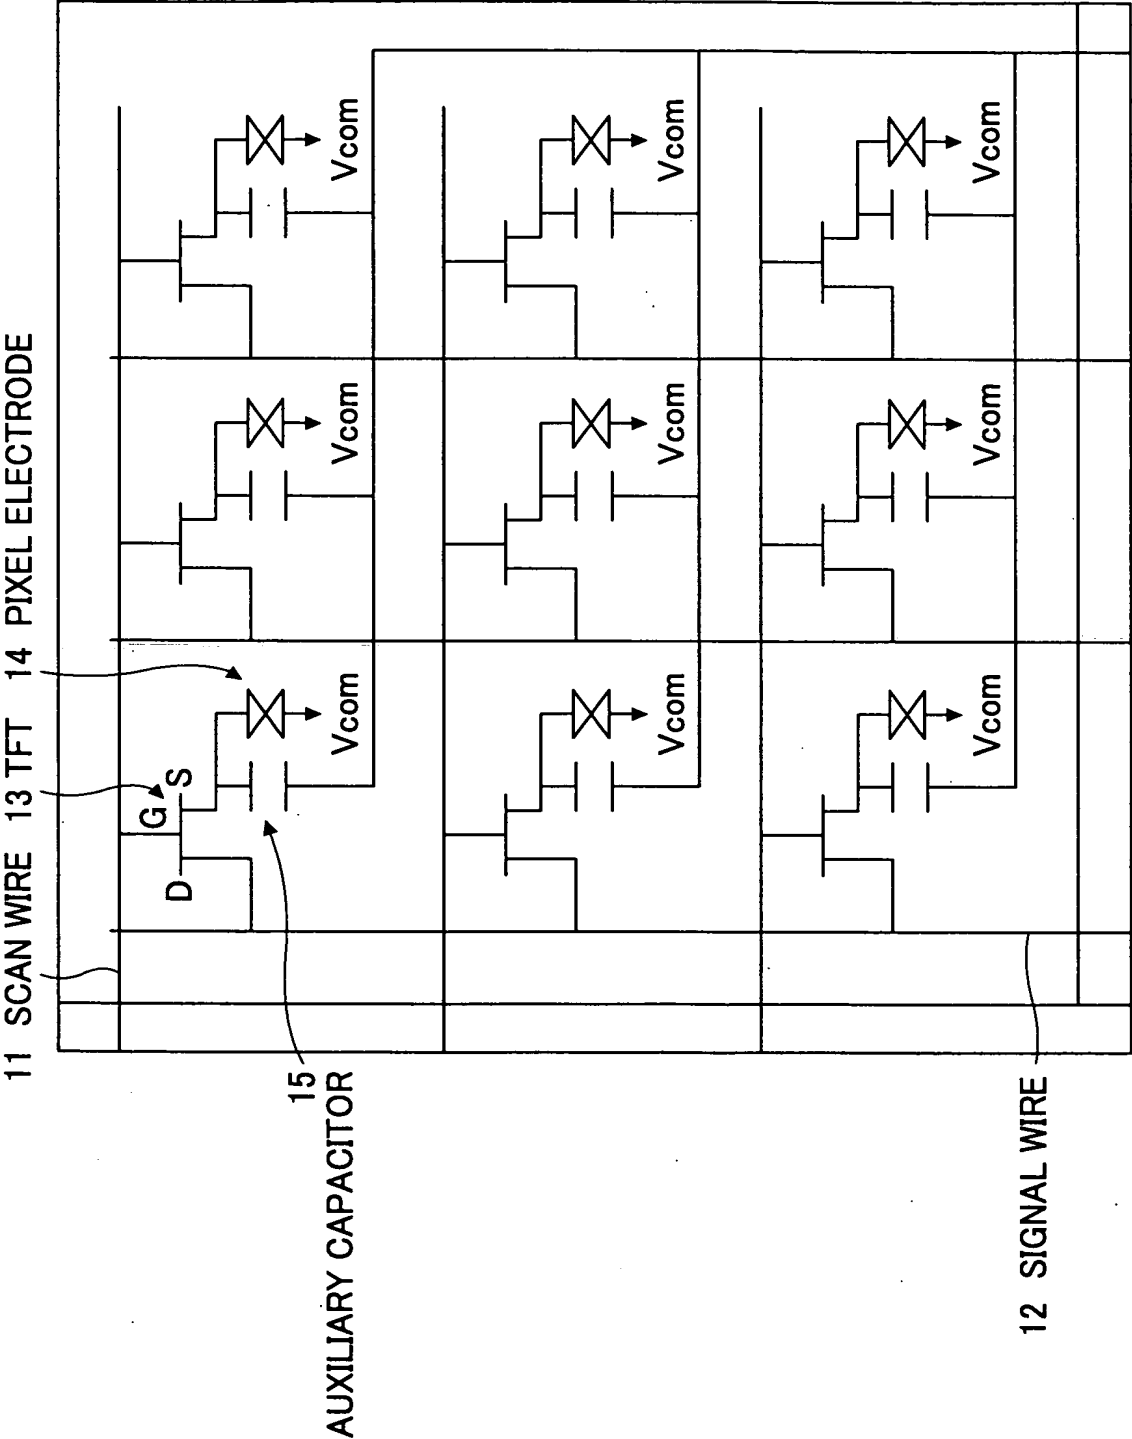 11 SCAN WIRE
13 TFT
14 PIXEL ELECTRODE
G
D
S
15
AUXILIARY CAPACITOR
Vcom
Vcom
Vcom
Vcom
Vcom
Vcom
Vcom
Vcom
Vcom
12 SIGNAL WIRE